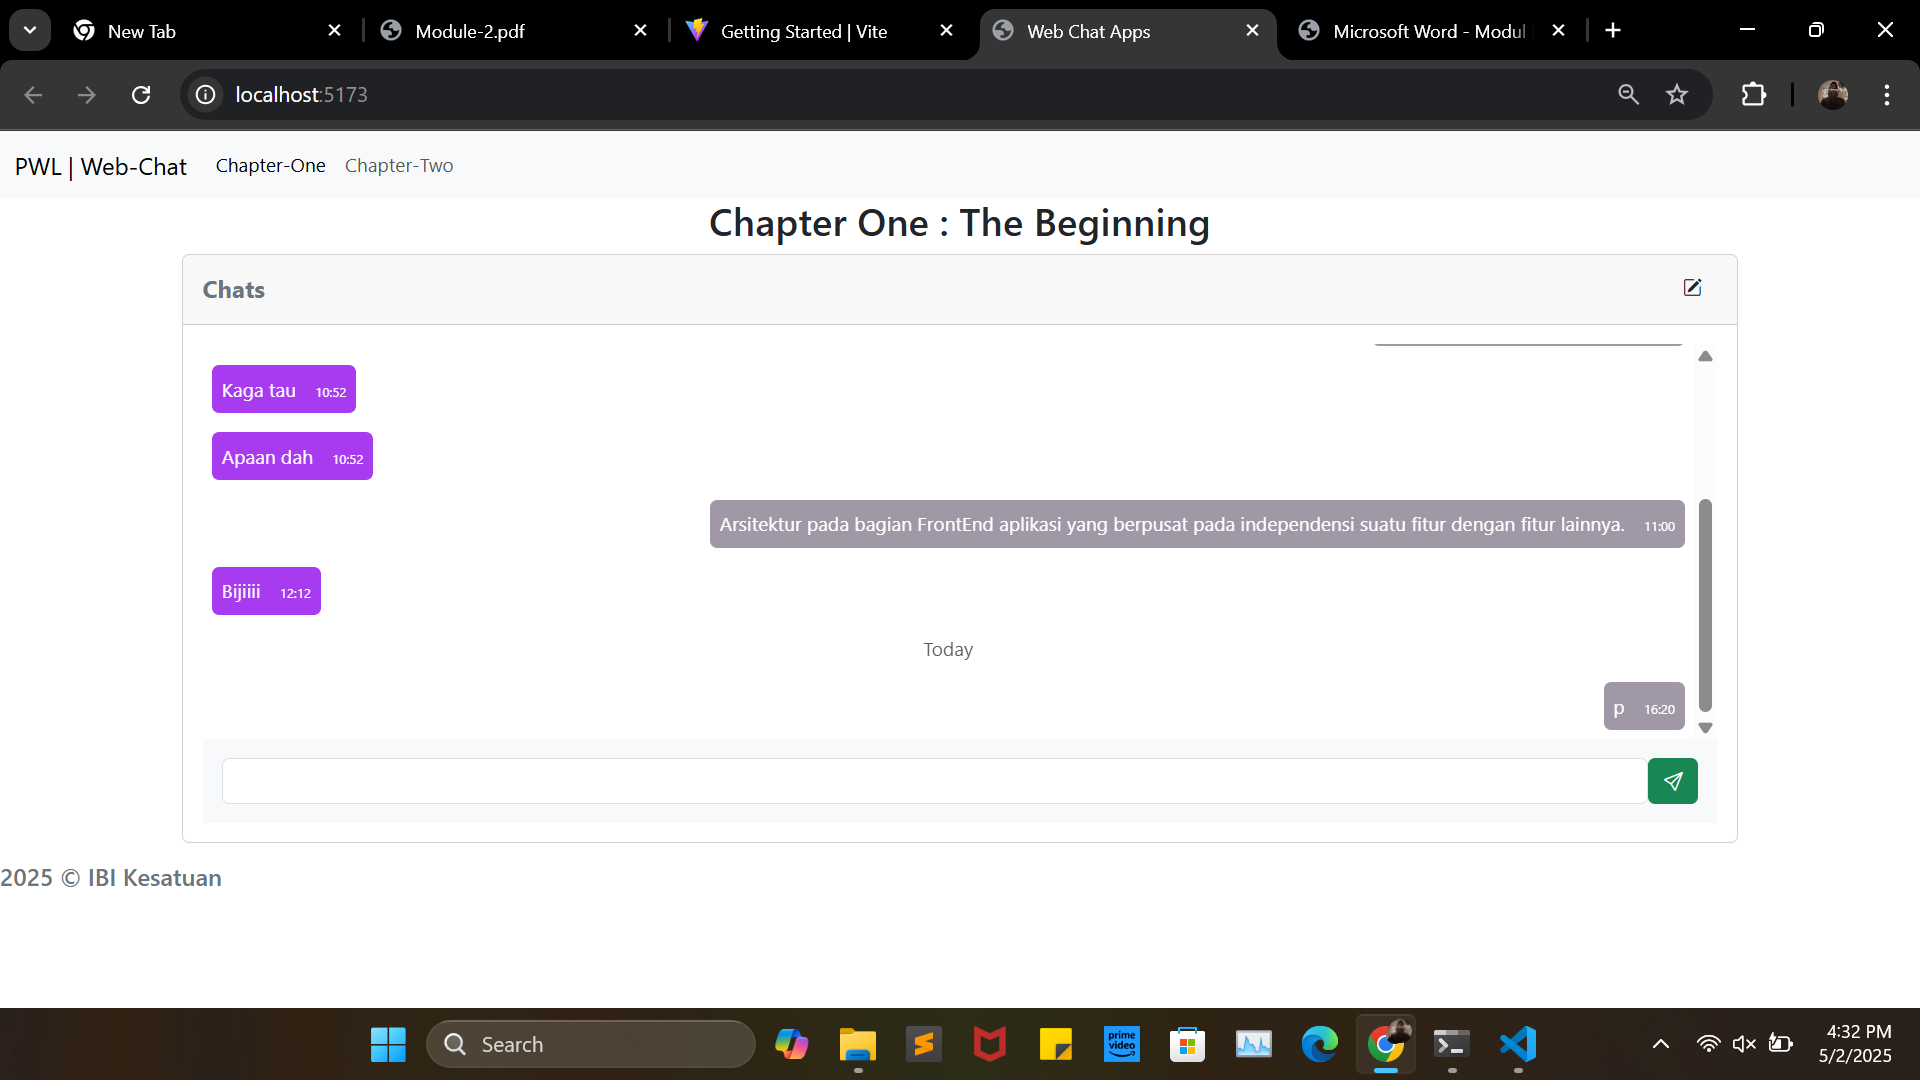 New Tab
Module-2.pdf
Getting Started | Vite
Web Chat Apps
Microsoft Word - Modul
localhost:5173
PWL | Web-Chat
Chapter-One
Chapter-Two
Chapter One : The Beginning
Chats
Kaga tau 10:52
Apaan dah 10:52
Arsitektur pada bagian FrontEnd aplikasi yang berpusat pada independensi suatu fitur dengan fitur lainnya. 11:00
Bijiiii 12:12
Today
p 16:20
2025 © IBI Kesatuan
Search
prime
video
4:32 PM
5/2/2025